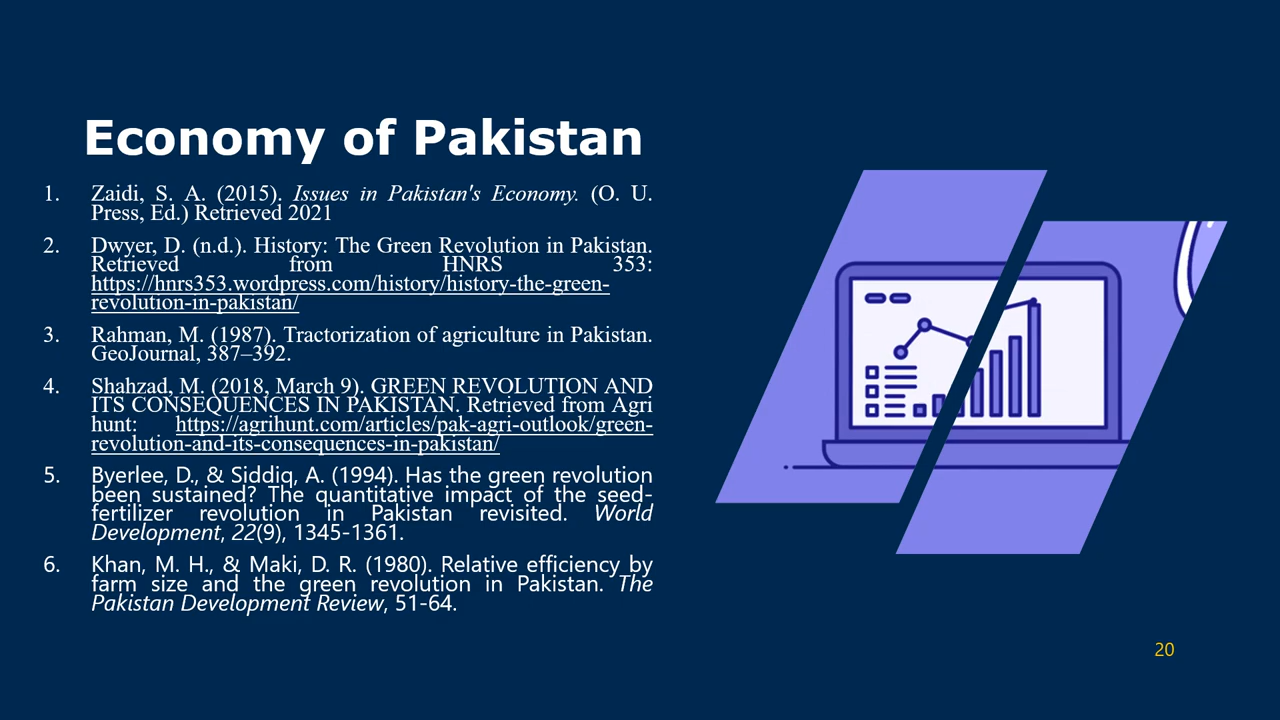 Economy of Pakistan
1. Zaidi, S. A. (2015). Issues in Pakistan's Economy. (O. U.
Press, Ed.) Retrieved 2021
2. Dwyer, D. (n.d.). History: The Green Revolution in Pakistan.
Retrieved from HNRS 353:
https://hnrs353.wordpress.com/history/history-the-green-
revolution-in-pakistan/
3. Rahman, M. (1987). Tractorization of agriculture in Pakistan.
GeoJournal, 387–392.
4. Shahzad, M. (2018, March 9). GREEN REVOLUTION AND
ITS CONSEQUENCES IN PAKISTAN. Retrieved from Agri
hunt: https://agrihunt.com/articles/pak-agri-outlook/green-
revolution-and-its-consequences-in-pakistan/
5. Byerlee, D., & Siddiq, A. (1994). Has the green revolution
been sustained? The quantitative impact of the seed-
fertilizer revolution in Pakistan revisited. World
Development, 22(9), 1345-1361.
6. Khan, M. H., & Maki, D. R. (1980). Relative efficiency by
farm size and the green revolution in Pakistan. The
Pakistan Development Review, 51-64.
20